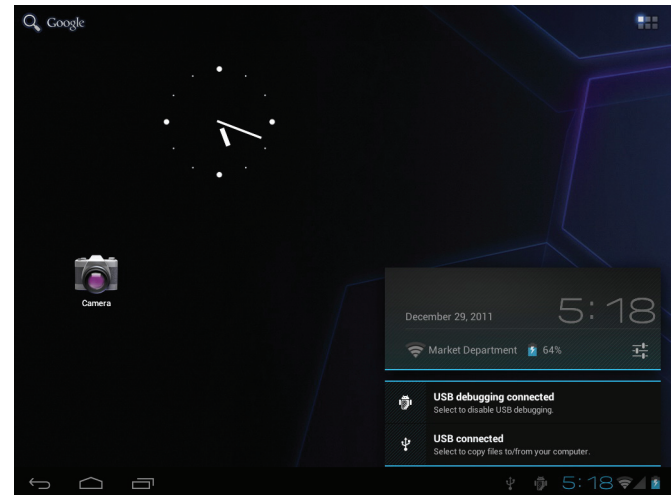 Google
Camera
December 29, 2011
5:18
Market Department
64%
USB debugging connected
Select to disable USB debugging.
USB connected
Select to copy files to/from your computer.
5:18